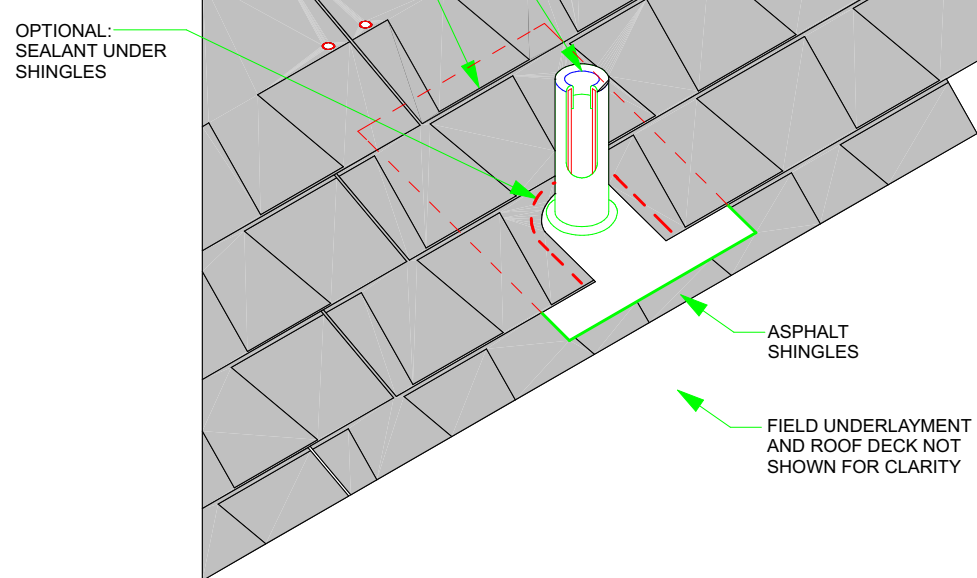 OPTIONAL:
SEALANT UNDER
SHINGLES
ASPHALT
SHINGLES
FIELD UNDERLAYMENT
AND ROOF DECK NOT
SHOWN FOR CLARITY